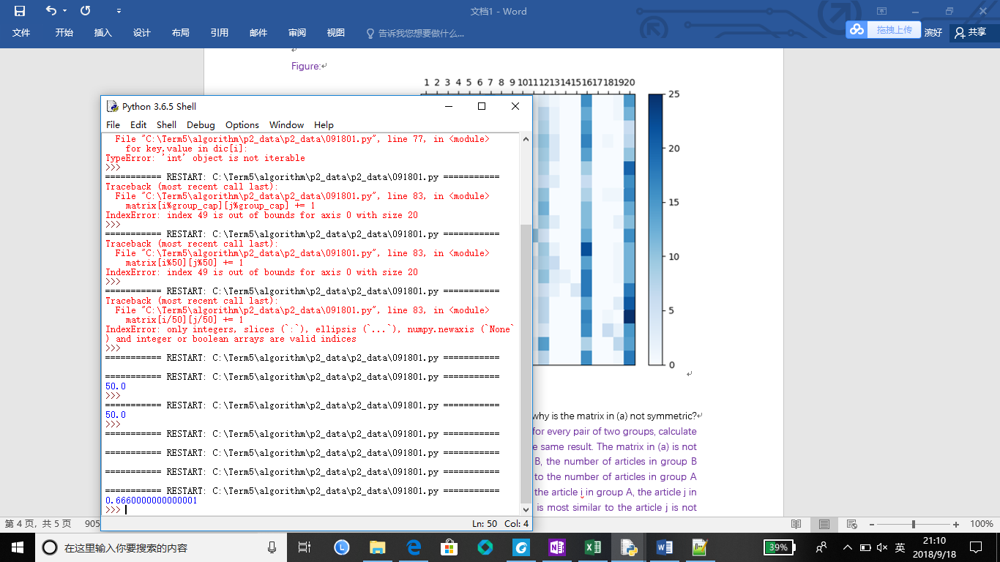 文档1 - Word
文件 开始 插入 设计 布局 引用 邮件 审阅 视图 告诉我您想要做什么...
拖拽上传 滨好 共享
Figure:
1 2 3 4 5 6 7 8 9 1011121314151617181920
25
20
15
10
5
0
Python 3.6.5 Shell
File Edit Shell Debug Options Window Help
File "C:\Term5\algorithm\p2_data\p2_data\091801.py", line 77, in <module>
for key,value in dic[i]:
TypeError: 'int' object is not iterable
>>>
=========== RESTART: C:\Term5\algorithm\p2_data\p2_data\091801.py ===========
Traceback (most recent call last):
File "C:\Term5\algorithm\p2_data\p2_data\091801.py", line 83, in <module>
matrix[i%group_cap][j%group_cap] += 1
IndexError: index 49 is out of bounds for axis 0 with size 20
>>>
=========== RESTART: C:\Term5\algorithm\p2_data\p2_data\091801.py ===========
Traceback (most recent call last):
File "C:\Term5\algorithm\p2_data\p2_data\091801.py", line 83, in <module>
matrix[i%50][j%50] += 1
IndexError: index 49 is out of bounds for axis 0 with size 20
>>>
=========== RESTART: C:\Term5\algorithm\p2_data\p2_data\091801.py ===========
Traceback (most recent call last):
File "C:\Term5\algorithm\p2_data\p2_data\091801.py", line 83, in <module>
matrix[i/50][j/50] += 1
IndexError: only integers, slices (`:`), ellipsis (`...`), numpy.newaxis (`None`
) and integer or boolean arrays are valid indices
>>>
=========== RESTART: C:\Term5\algorithm\p2_data\p2_data\091801.py ===========
=========== RESTART: C:\Term5\algorithm\p2_data\p2_data\091801.py ===========
50.0
>>>
=========== RESTART: C:\Term5\algorithm\p2_data\p2_data\091801.py ===========
50.0
>>>
=========== RESTART: C:\Term5\algorithm\p2_data\p2_data\091801.py ===========
=========== RESTART: C:\Term5\algorithm\p2_data\p2_data\091801.py ===========
=========== RESTART: C:\Term5\algorithm\p2_data\p2_data\091801.py ===========
=========== RESTART: C:\Term5\algorithm\p2_data\p2_data\091801.py ===========
0.6660000000000001
>>>
Ln: 50 Col: 4
why is the matrix in (a) not symmetric?
for every pair of two groups, calculate
e same result. The matrix in (a) is not
B, the number of articles in group B
to the number of articles in group A
the article i in group A, the article j in
is most similar to the article j is not
第 4 页，共 5 页 905
100%
在这里输入你要搜索的内容
39%
英
21:10
2018/9/18